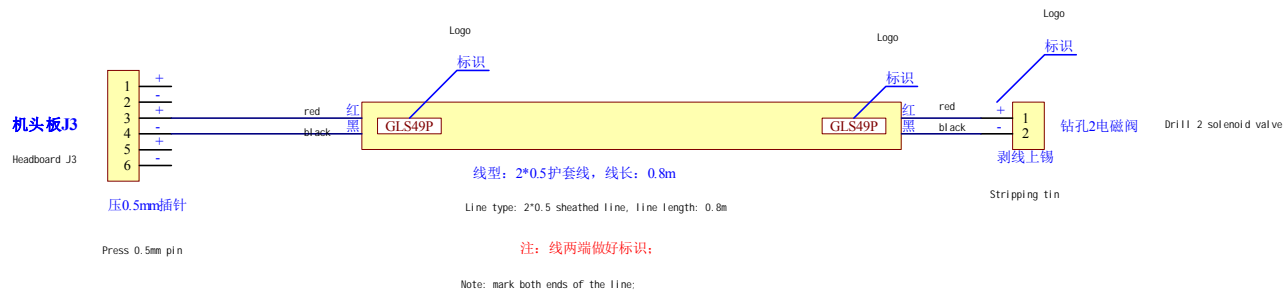 Logo
标识
Logo
标识
Logo
标识
机头板J3
Headboard J3
1 +
2 -
3 +
4 -
5 +
6 -
压0.5mm插针
Press 0.5mm pin
red 红
black 黑
GLS49P
GLS49P
红 red +
黑 black -
1
2
钻孔2电磁阀
Drill 2 solenoid valve
剥线上锡
Stripping tin
线型：2*0.5护套线，线长：0.8m
Line type: 2*0.5 sheathed line, line length: 0.8m
注：线两端做好标识；
Note: mark both ends of the line;